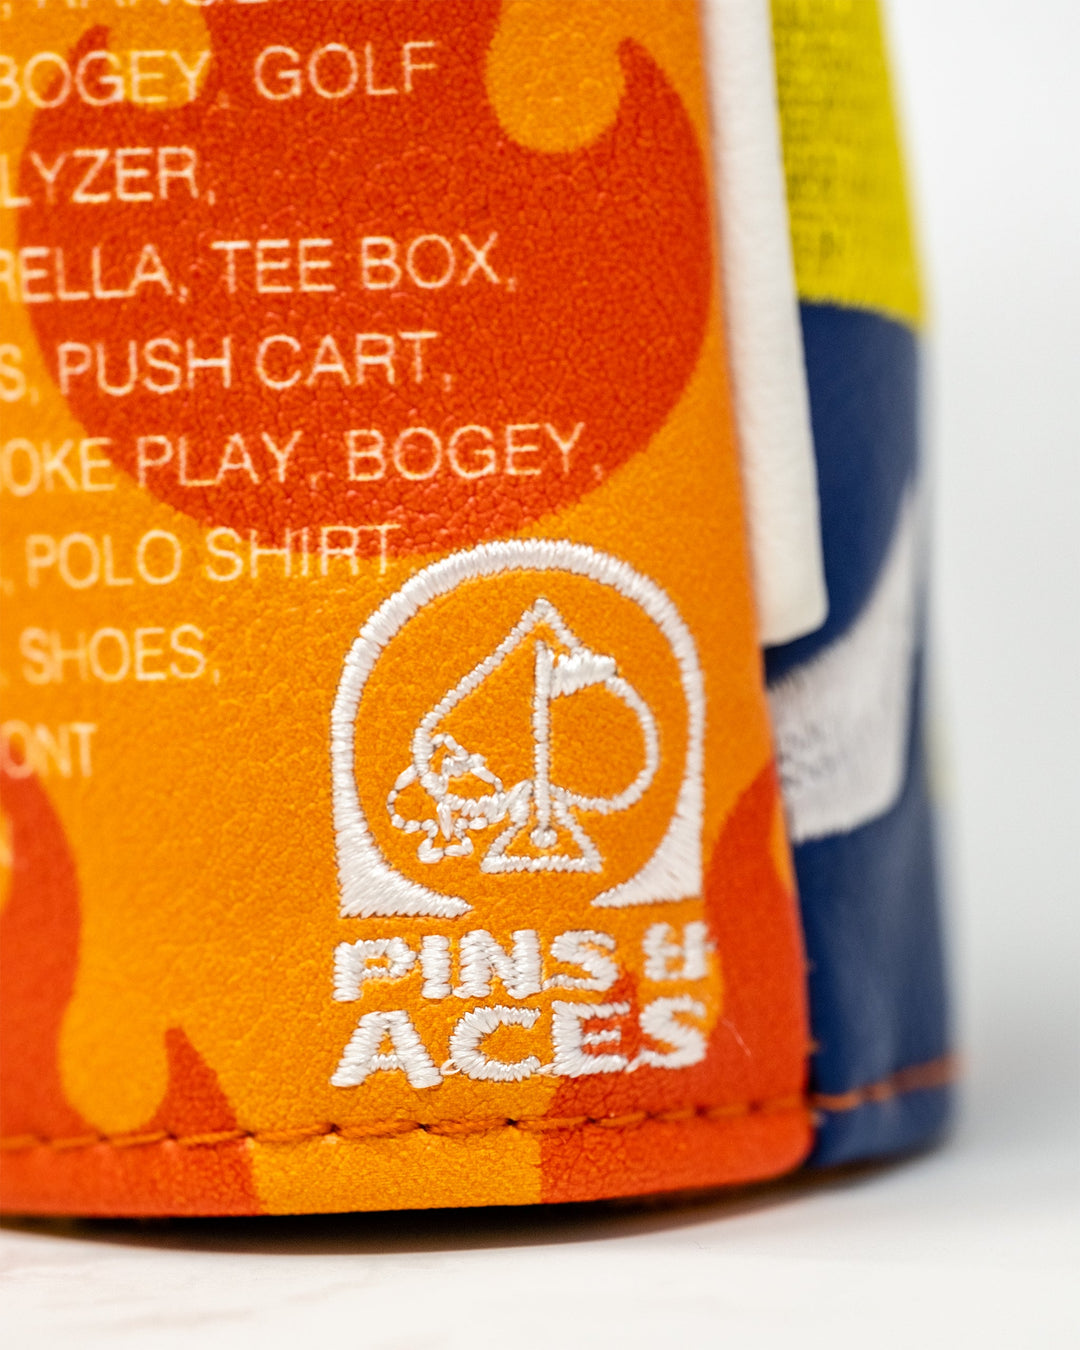 BOGEY, GOLF
LYZER,
RELLA, TEE BOX,
S, PUSH CART,
OKE PLAY, BOGEY,
, POLO SHIRT
, SHOES,
ONT
PINS &
ACES